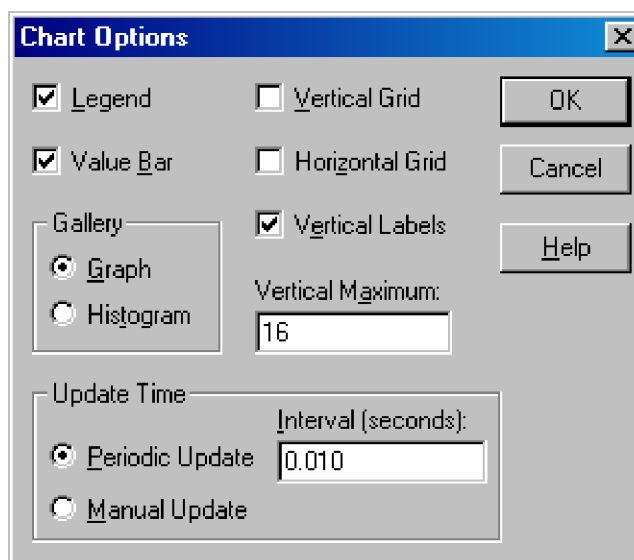 Chart Options
Legend
Vertical Grid
OK
Value Bar
Horizontal Grid
Cancel
Gallery
Vertical Labels
Help
Graph
Histogram
Vertical Maximum:
16
Update Time
Interval (seconds):
Periodic Update
0.010
Manual Update